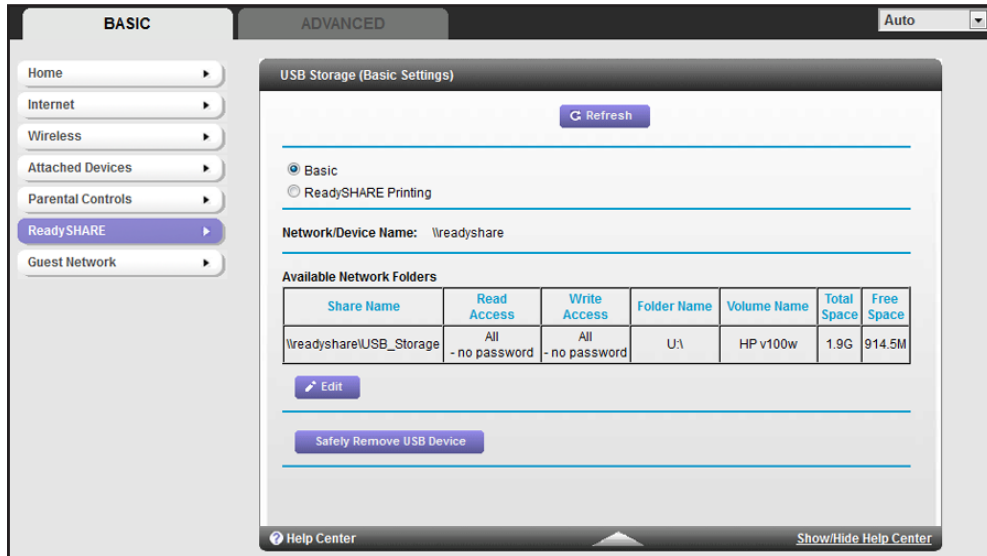 BASIC
ADVANCED
Auto
Home
Internet
Wireless
Attached Devices
Parental Controls
ReadySHARE
Guest Network
USB Storage (Basic Settings)
Refresh
Basic
ReadySHARE Printing
Network/Device Name: \\readyshare
Available Network Folders
Share Name
Read
Access
Write
Access
Folder Name
Volume Name
Total
Space
Free
Space
\\readyshare\USB_Storage
All
- no password
All
- no password
U:\
HP v100w
1.9G
914.5M
Edit
Safely Remove USB Device
Help Center
Show/Hide Help Center